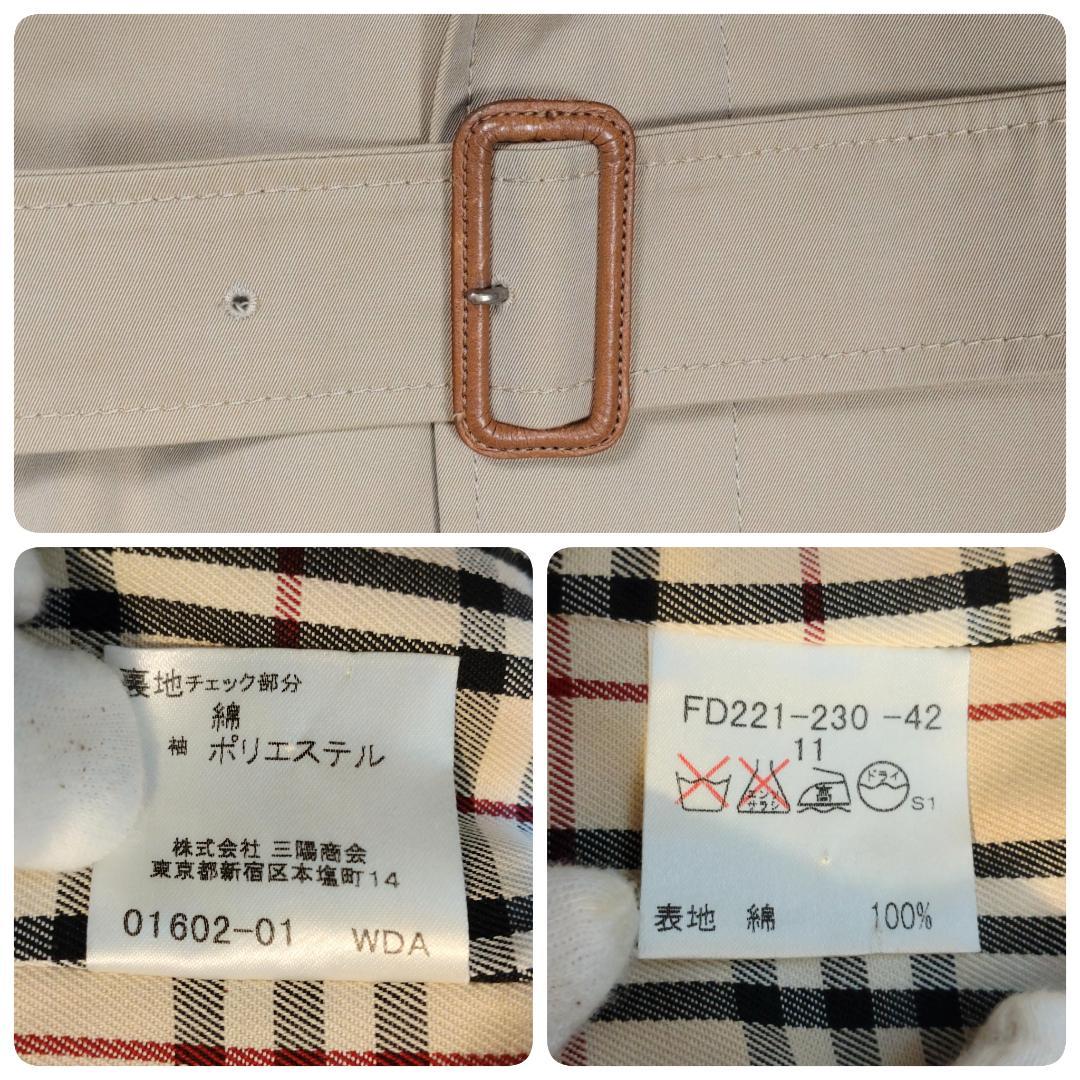 表地チェック部分
綿
袖 ポリエステル
株式会社 三陽商会
東京都新宿区本塩町14
01602-01 WDA
FD221-230 -42
11
エンソ
サラシ
高
ドライ
S1
表地 綿 100%